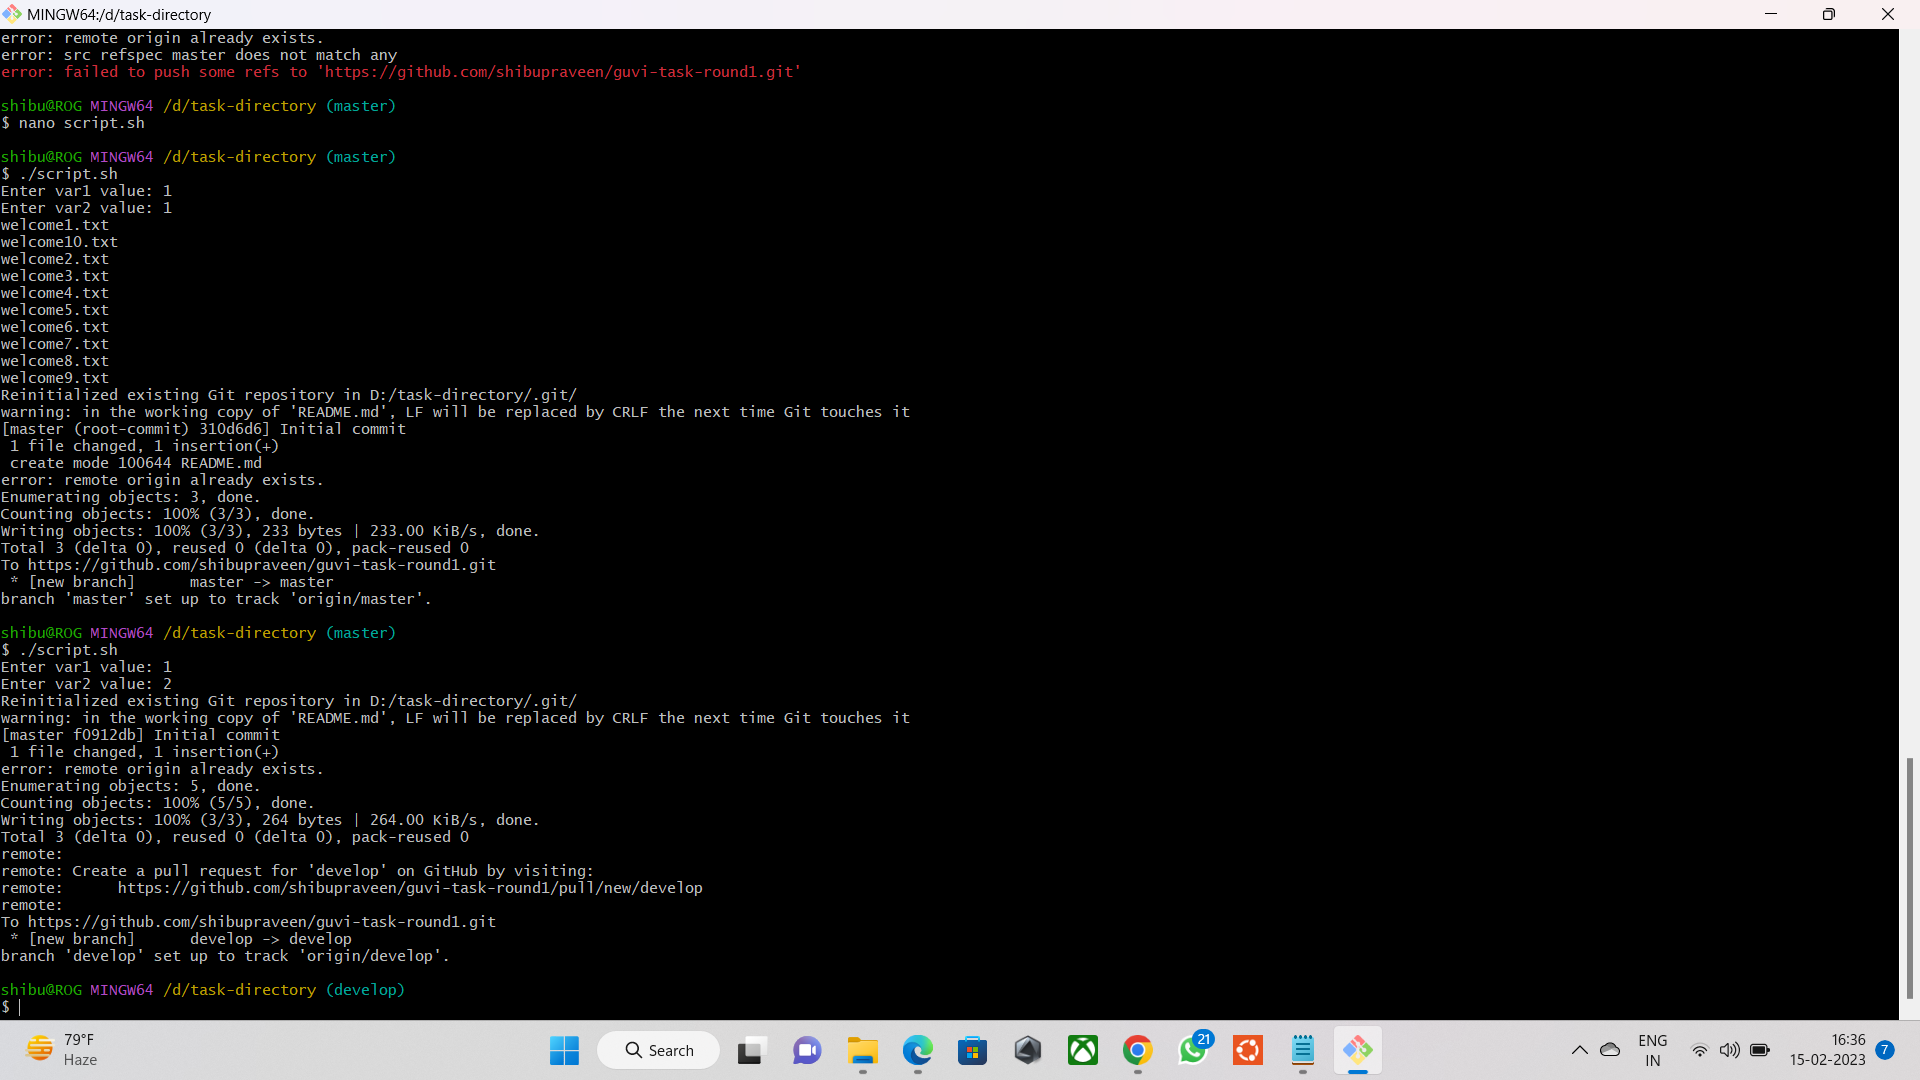 MINGW64:/d/task-directory
error: remote origin already exists.
error: src refspec master does not match any
error: failed to push some refs to 'https://github.com/shibupraveen/guvi-task-round1.git'
shibu@ROG MINGW64 /d/task-directory (master)
$ nano script.sh
shibu@ROG MINGW64 /d/task-directory (master)
$ ./script.sh
Enter var1 value: 1
Enter var2 value: 1
welcome1.txt
welcome10.txt
welcome2.txt
welcome3.txt
welcome4.txt
welcome5.txt
welcome6.txt
welcome7.txt
welcome8.txt
welcome9.txt
Reinitialized existing Git repository in D:/task-directory/.git/
warning: in the working copy of 'README.md', LF will be replaced by CRLF the next time Git touches it
[master (root-commit) 310d6d6] Initial commit
 1 file changed, 1 insertion(+)
 create mode 100644 README.md
error: remote origin already exists.
Enumerating objects: 3, done.
Counting objects: 100% (3/3), done.
Writing objects: 100% (3/3), 233 bytes | 233.00 KiB/s, done.
Total 3 (delta 0), reused 0 (delta 0), pack-reused 0
To https://github.com/shibupraveen/guvi-task-round1.git
 * [new branch]      master -> master
branch 'master' set up to track 'origin/master'.
shibu@ROG MINGW64 /d/task-directory (master)
$ ./script.sh
Enter var1 value: 1
Enter var2 value: 2
Reinitialized existing Git repository in D:/task-directory/.git/
warning: in the working copy of 'README.md', LF will be replaced by CRLF the next time Git touches it
[master f0912db] Initial commit
 1 file changed, 1 insertion(+)
error: remote origin already exists.
Enumerating objects: 5, done.
Counting objects: 100% (5/5), done.
Writing objects: 100% (3/3), 264 bytes | 264.00 KiB/s, done.
Total 3 (delta 0), reused 0 (delta 0), pack-reused 0
remote:
remote: Create a pull request for 'develop' on GitHub by visiting:
remote:      https://github.com/shibupraveen/guvi-task-round1/pull/new/develop
remote:
To https://github.com/shibupraveen/guvi-task-round1.git
 * [new branch]      develop -> develop
branch 'develop' set up to track 'origin/develop'.
shibu@ROG MINGW64 /d/task-directory (develop)
$
79°F
Haze
Search
21
ENG
IN
16:36
15-02-2023
7